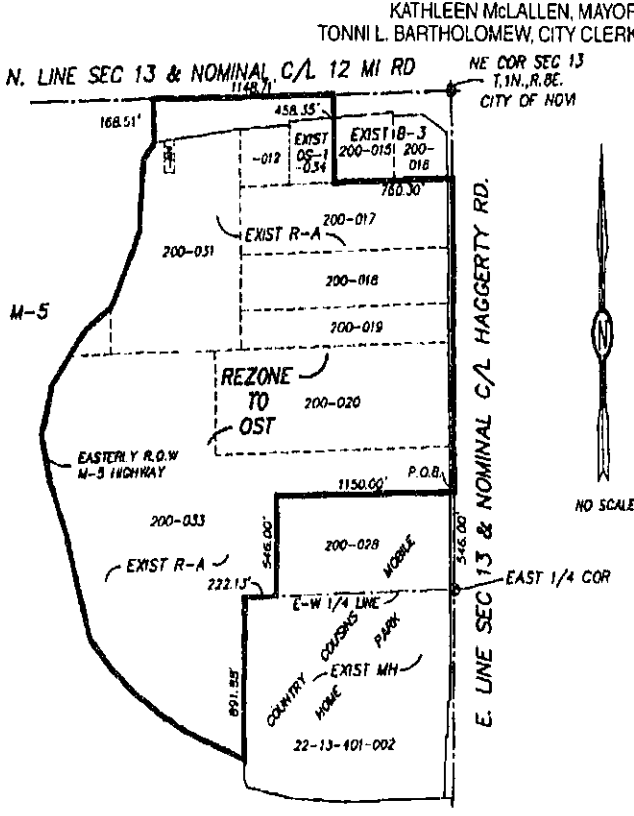 KATHLEEN McLALLEN, MAYOR
TONNI L. BARTHOLOMEW, CITY CLERK
N. LINE SEC 13 & NOMINAL C/L 12 MI RD
NE COR SEC 13
T.1N.,R.8E.
CITY OF NOVI
1148.71'
168.51'
458.35'
-012
EXIST
OS-1
-034
EXIST B-3
200-015
200-
016
760.30'
200-017
EXIST R-A
200-031
200-018
M-5
200-019
REZONE
TO
OST
200-020
EASTERLY R.O.W
M-5 HIGHWAY
P.O.B.
1150.00'
NO SCALE
N
E. LINE SEC 13 & NOMINAL C/L HAGGERTY RD.
200-033
546.00'
200-028
546.00'
EXIST R-A
222.13'
E-W 1/4 LINE
EAST 1/4 COR
COUNTRY COUSINS MOBILE
HOME PARK
EXIST MH
891.88'
22-13-401-002